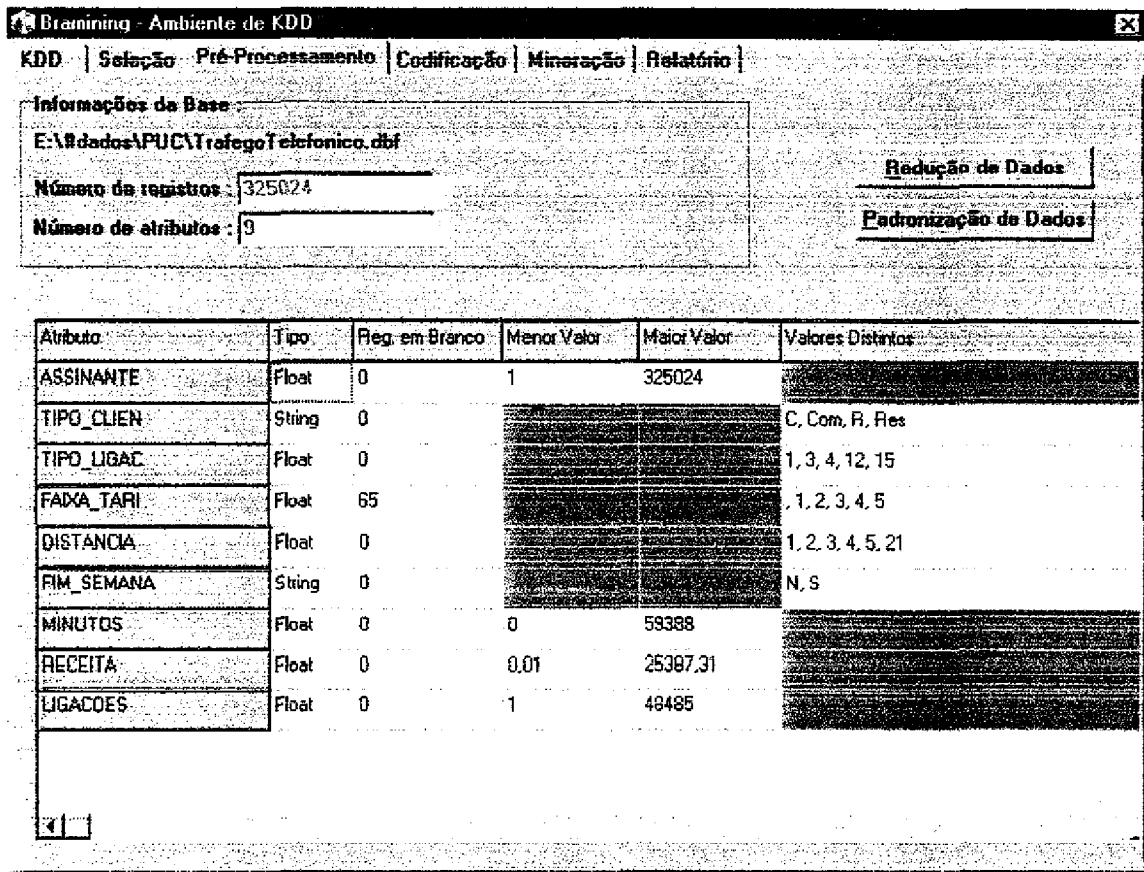 Bramining - Ambiente de KDD
KDD Seleção Pré-Processamento Codificação Mineração Relatório
Informações da Base :
E:\#dados\PUC\TrafegoTelefonico.dbf
Número de registros : 325024
Número de atributos : 9
Redução de Dados
Padronização de Dados
Atributo Tipo Reg. em Branco Menor Valor Maior Valor Valores Distintos
ASSINANTE Float 0 1 325024
TIPO_CLIEN String 0 C, Com, R, Res
TIPO_LIGAC Float 0 1, 3, 4, 12, 15
FAIXA_TARI Float 65 , 1, 2, 3, 4, 5
DISTANCIA Float 0 1, 2, 3, 4, 5, 21
FIM_SEMANA String 0 N, S
MINUTOS Float 0 0 59388
RECEITA Float 0 0,01 25387,31
LIGACOES Float 0 1 48485